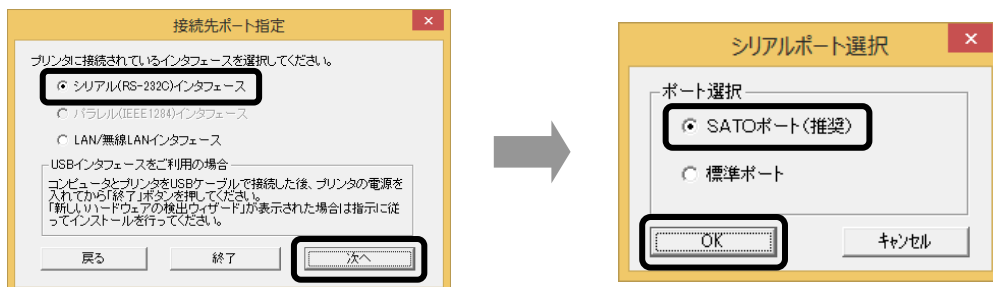 接続先ポート指定
プリンタに接続されているインタフェースを選択してください。
シリアル(RS-232C)インタフェース
パラレル(IEEE1284)インタフェース
LAN/無線LANインタフェース
USBインタフェースをご利用の場合
コンピュータとプリンタをUSBケーブルで接続した後、プリンタの電源を
入れてから「終了」ボタンを押してください。
「新しいハードウェアの検出ウィザード」が表示された場合は指示に従
ってインストールを行ってください。
戻る
終了
次へ
シリアルポート選択
ポート選択
SATOポート(推奨)
標準ポート
OK
キャンセル